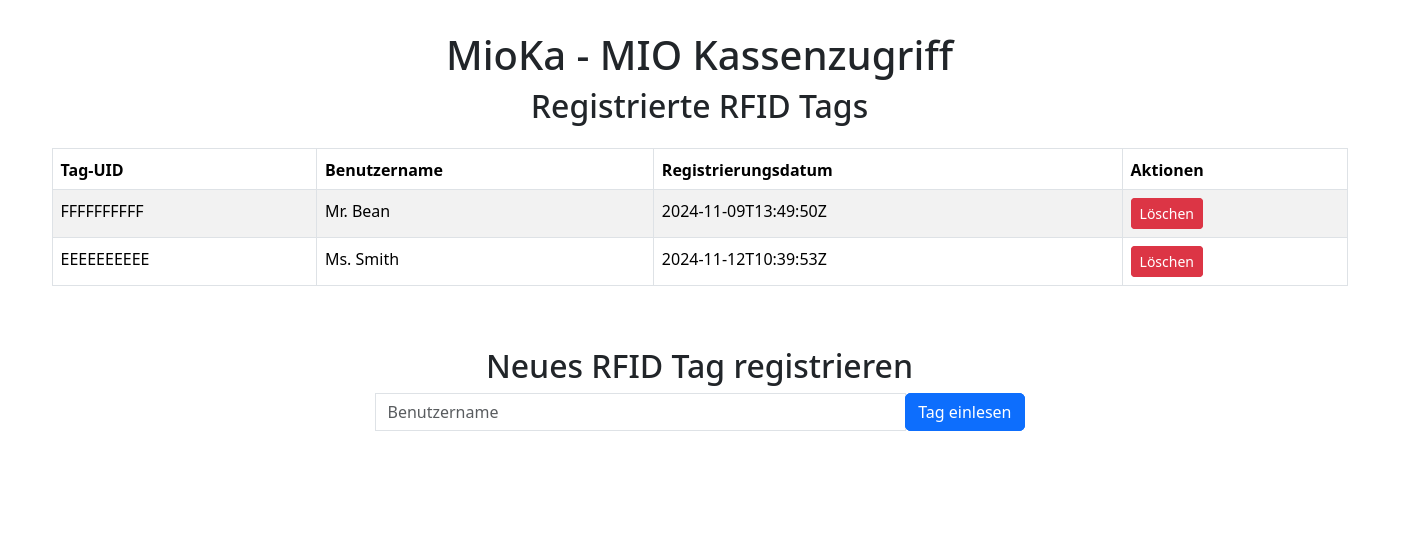 MioKa - MIO Kassenzugriff
Registrierte RFID Tags
Tag-UID Benutzername Registrierungsdatum Aktionen
FFFFFFFFFF Mr. Bean 2024-11-09T13:49:50Z Löschen
EEEEEEEEEE Ms. Smith 2024-11-12T10:39:53Z Löschen
Neues RFID Tag registrieren
Benutzername Tag einlesen